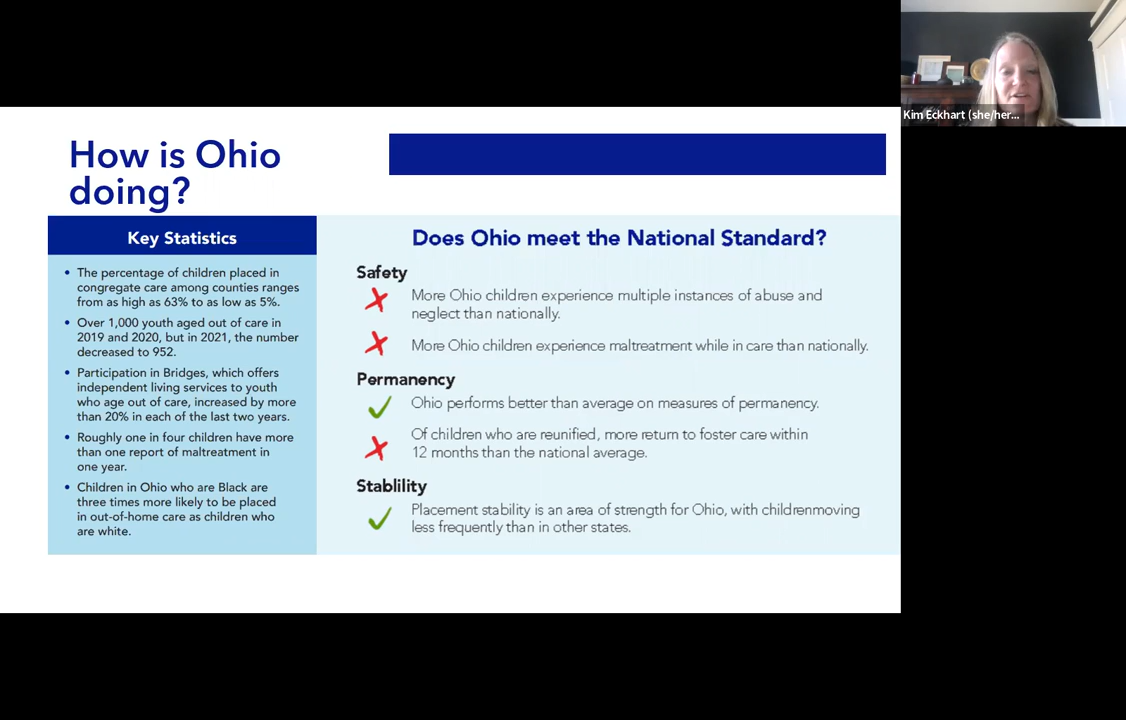 Kim Eckhart (she/her...
How is Ohio
doing?
Key Statistics
• The percentage of children placed in
congregate care among counties ranges
from as high as 63% to as low as 5%.
• Over 1,000 youth aged out of care in
2019 and 2020, but in 2021, the number
decreased to 952.
• Participation in Bridges, which offers
independent living services to youth
who age out of care, increased by more
than 20% in each of the last two years.
• Roughly one in four children have more
than one report of maltreatment in
one year.
• Children in Ohio who are Black are
three times more likely to be placed
in out-of-home care as children who
are white.
Does Ohio meet the National Standard?
Safety
More Ohio children experience multiple instances of abuse and
neglect than nationally.
More Ohio children experience maltreatment while in care than nationally.
Permanency
Ohio performs better than average on measures of permanency.
Of children who are reunified, more return to foster care within
12 months than the national average.
Stablility
Placement stability is an area of strength for Ohio, with childrenmoving
less frequently than in other states.